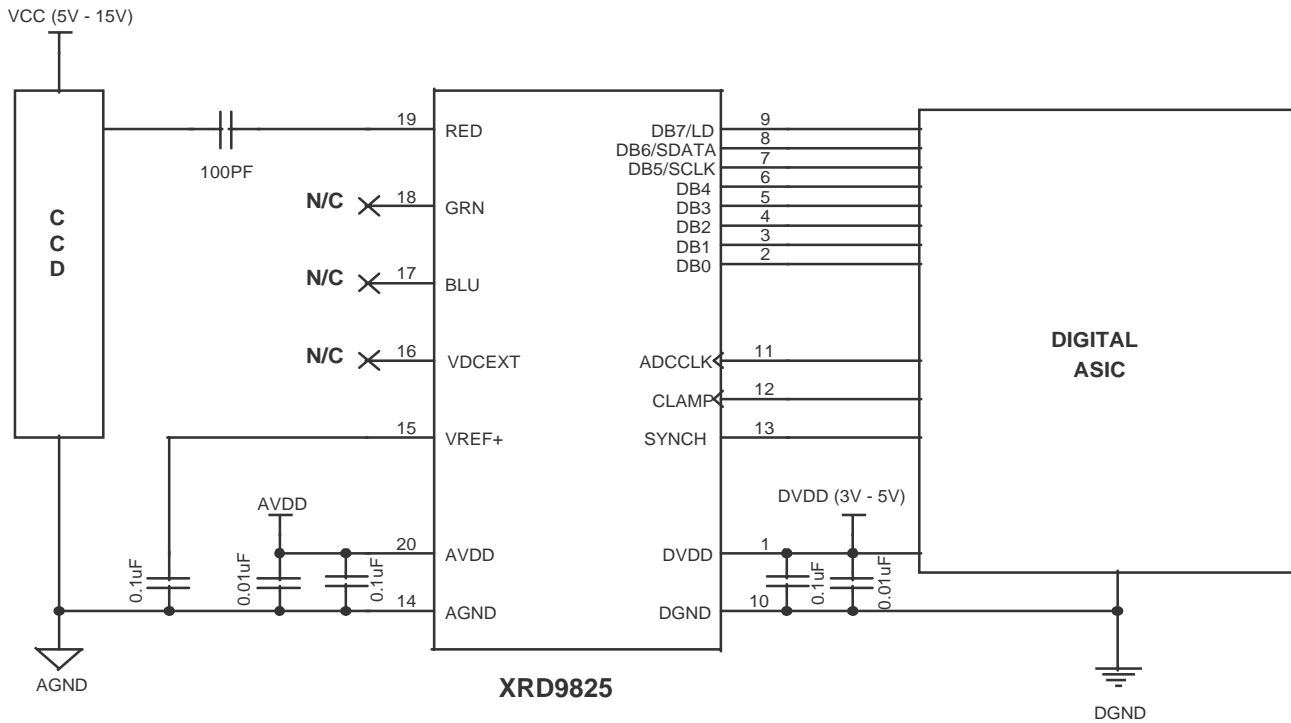 VCC (5V - 15V)
C
C
D
100PF
19
RED
N/C
18
GRN
N/C
17
BLU
N/C
16
VDCEXT
15
VREF+
AVDD
20
AVDD
14
AGND
0.1uF
0.01uF
0.1uF
AGND
XRD9825
DB7/LD
9
DB6/SDATA
8
DB5/SCLK
7
DB4
6
DB3
5
DB2
4
DB1
3
DB0
2
ADCCLK
11
CLAMP
12
SYNCH
13
DVDD (3V - 5V)
DVDD
1
DGND
10
0.1uF
0.01uF
DIGITAL
ASIC
DGND